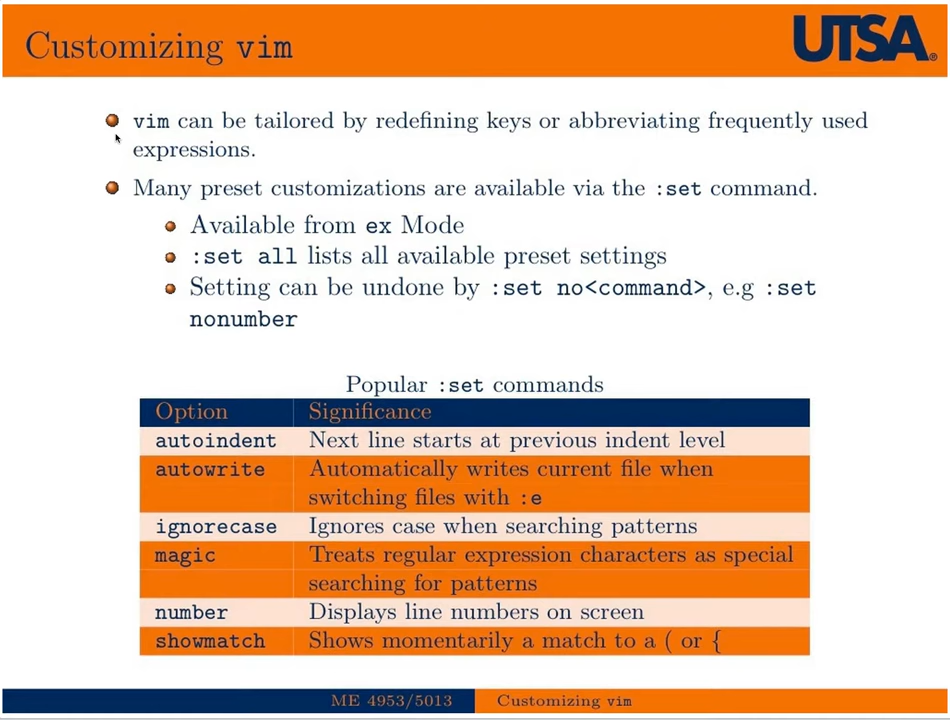 Customizing vim
UTSA®
vim can be tailored by redefining keys or abbreviating frequently used
expressions.
Many preset customizations are available via the :set command.
Available from ex Mode
:set all lists all available preset settings
Setting can be undone by :set no<command>, e.g :set
nonumber
Popular :set commands
Option Significance
autoindent Next line starts at previous indent level
autowrite Automatically writes current file when
switching files with :e
ignorecase Ignores case when searching patterns
magic Treats regular expression characters as special
searching for patterns
number Displays line numbers on screen
showmatch Shows momentarily a match to a ( or {
ME 4953/5013 Customizing vim